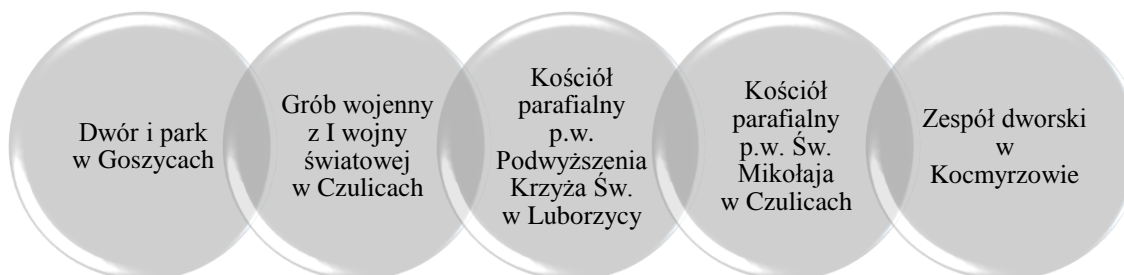 Dwór i park
w Goszycach
Grób wojenny
z I wojny
światowej
w Czulicach
Kościół
parafialny
p.w.
Podwyższenia
Krzyża Św.
w Luborzycy
Kościół
parafialny
p.w. Św.
Mikołaja
w Czulicach
Zespół dworski
w
Kocmyrzowie